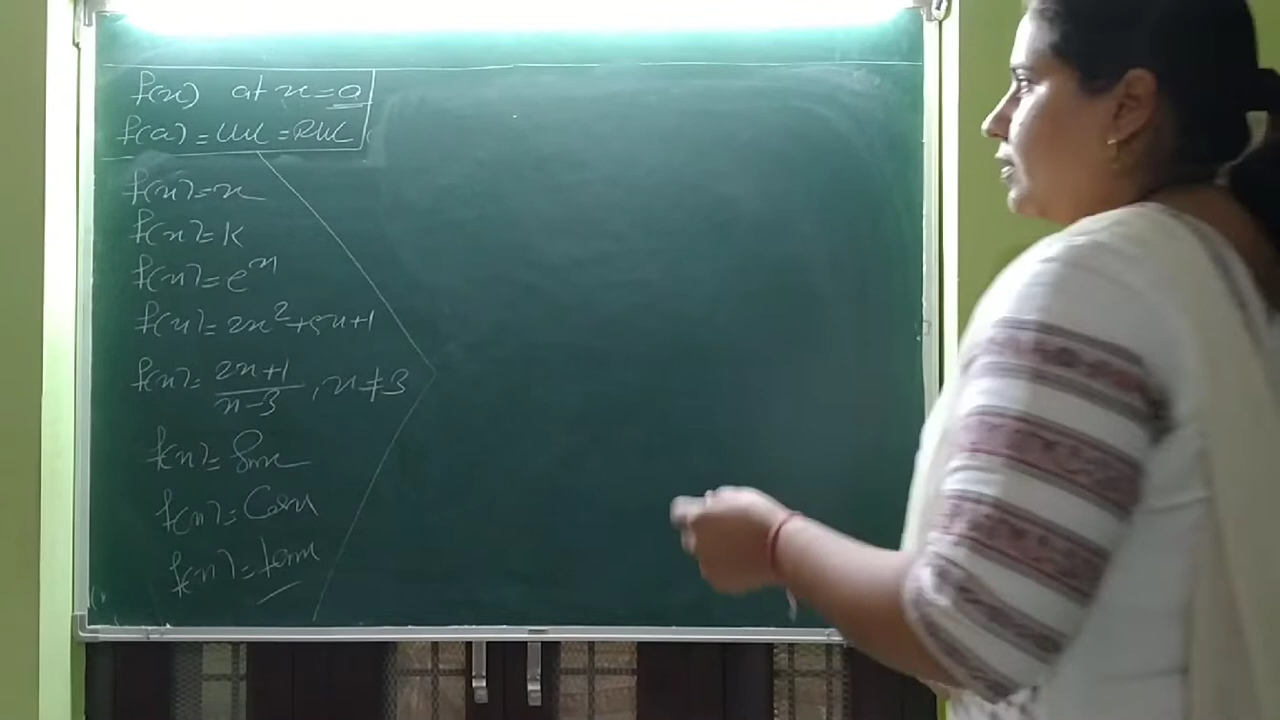 f(x) at x=a
f(a)=LHL=RHL
f(x)=x
f(x)=k
f(x)=e^x
f(x)=2x²+5x+1
f(x)=2x+1/x-3, x≠3
f(x)=Sinx
f(x)=Cosx
f(x)=tanx